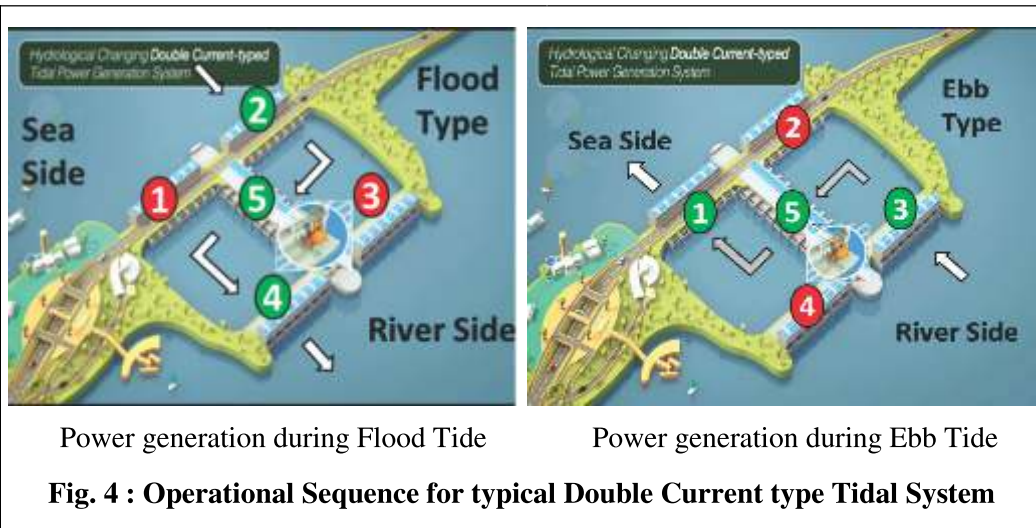 Hydrological Changing Double Current-typed
Tidal Power Generation System
Flood
Type
Sea
Side
2
1
5
3
4
River Side
Hydrological Changing Double Current-typed
Tidal Power Generation System
Ebb
Type
Sea Side
2
1
5
3
4
River Side
Power generation during Flood Tide
Power generation during Ebb Tide
Fig. 4 : Operational Sequence for typical Double Current type Tidal System